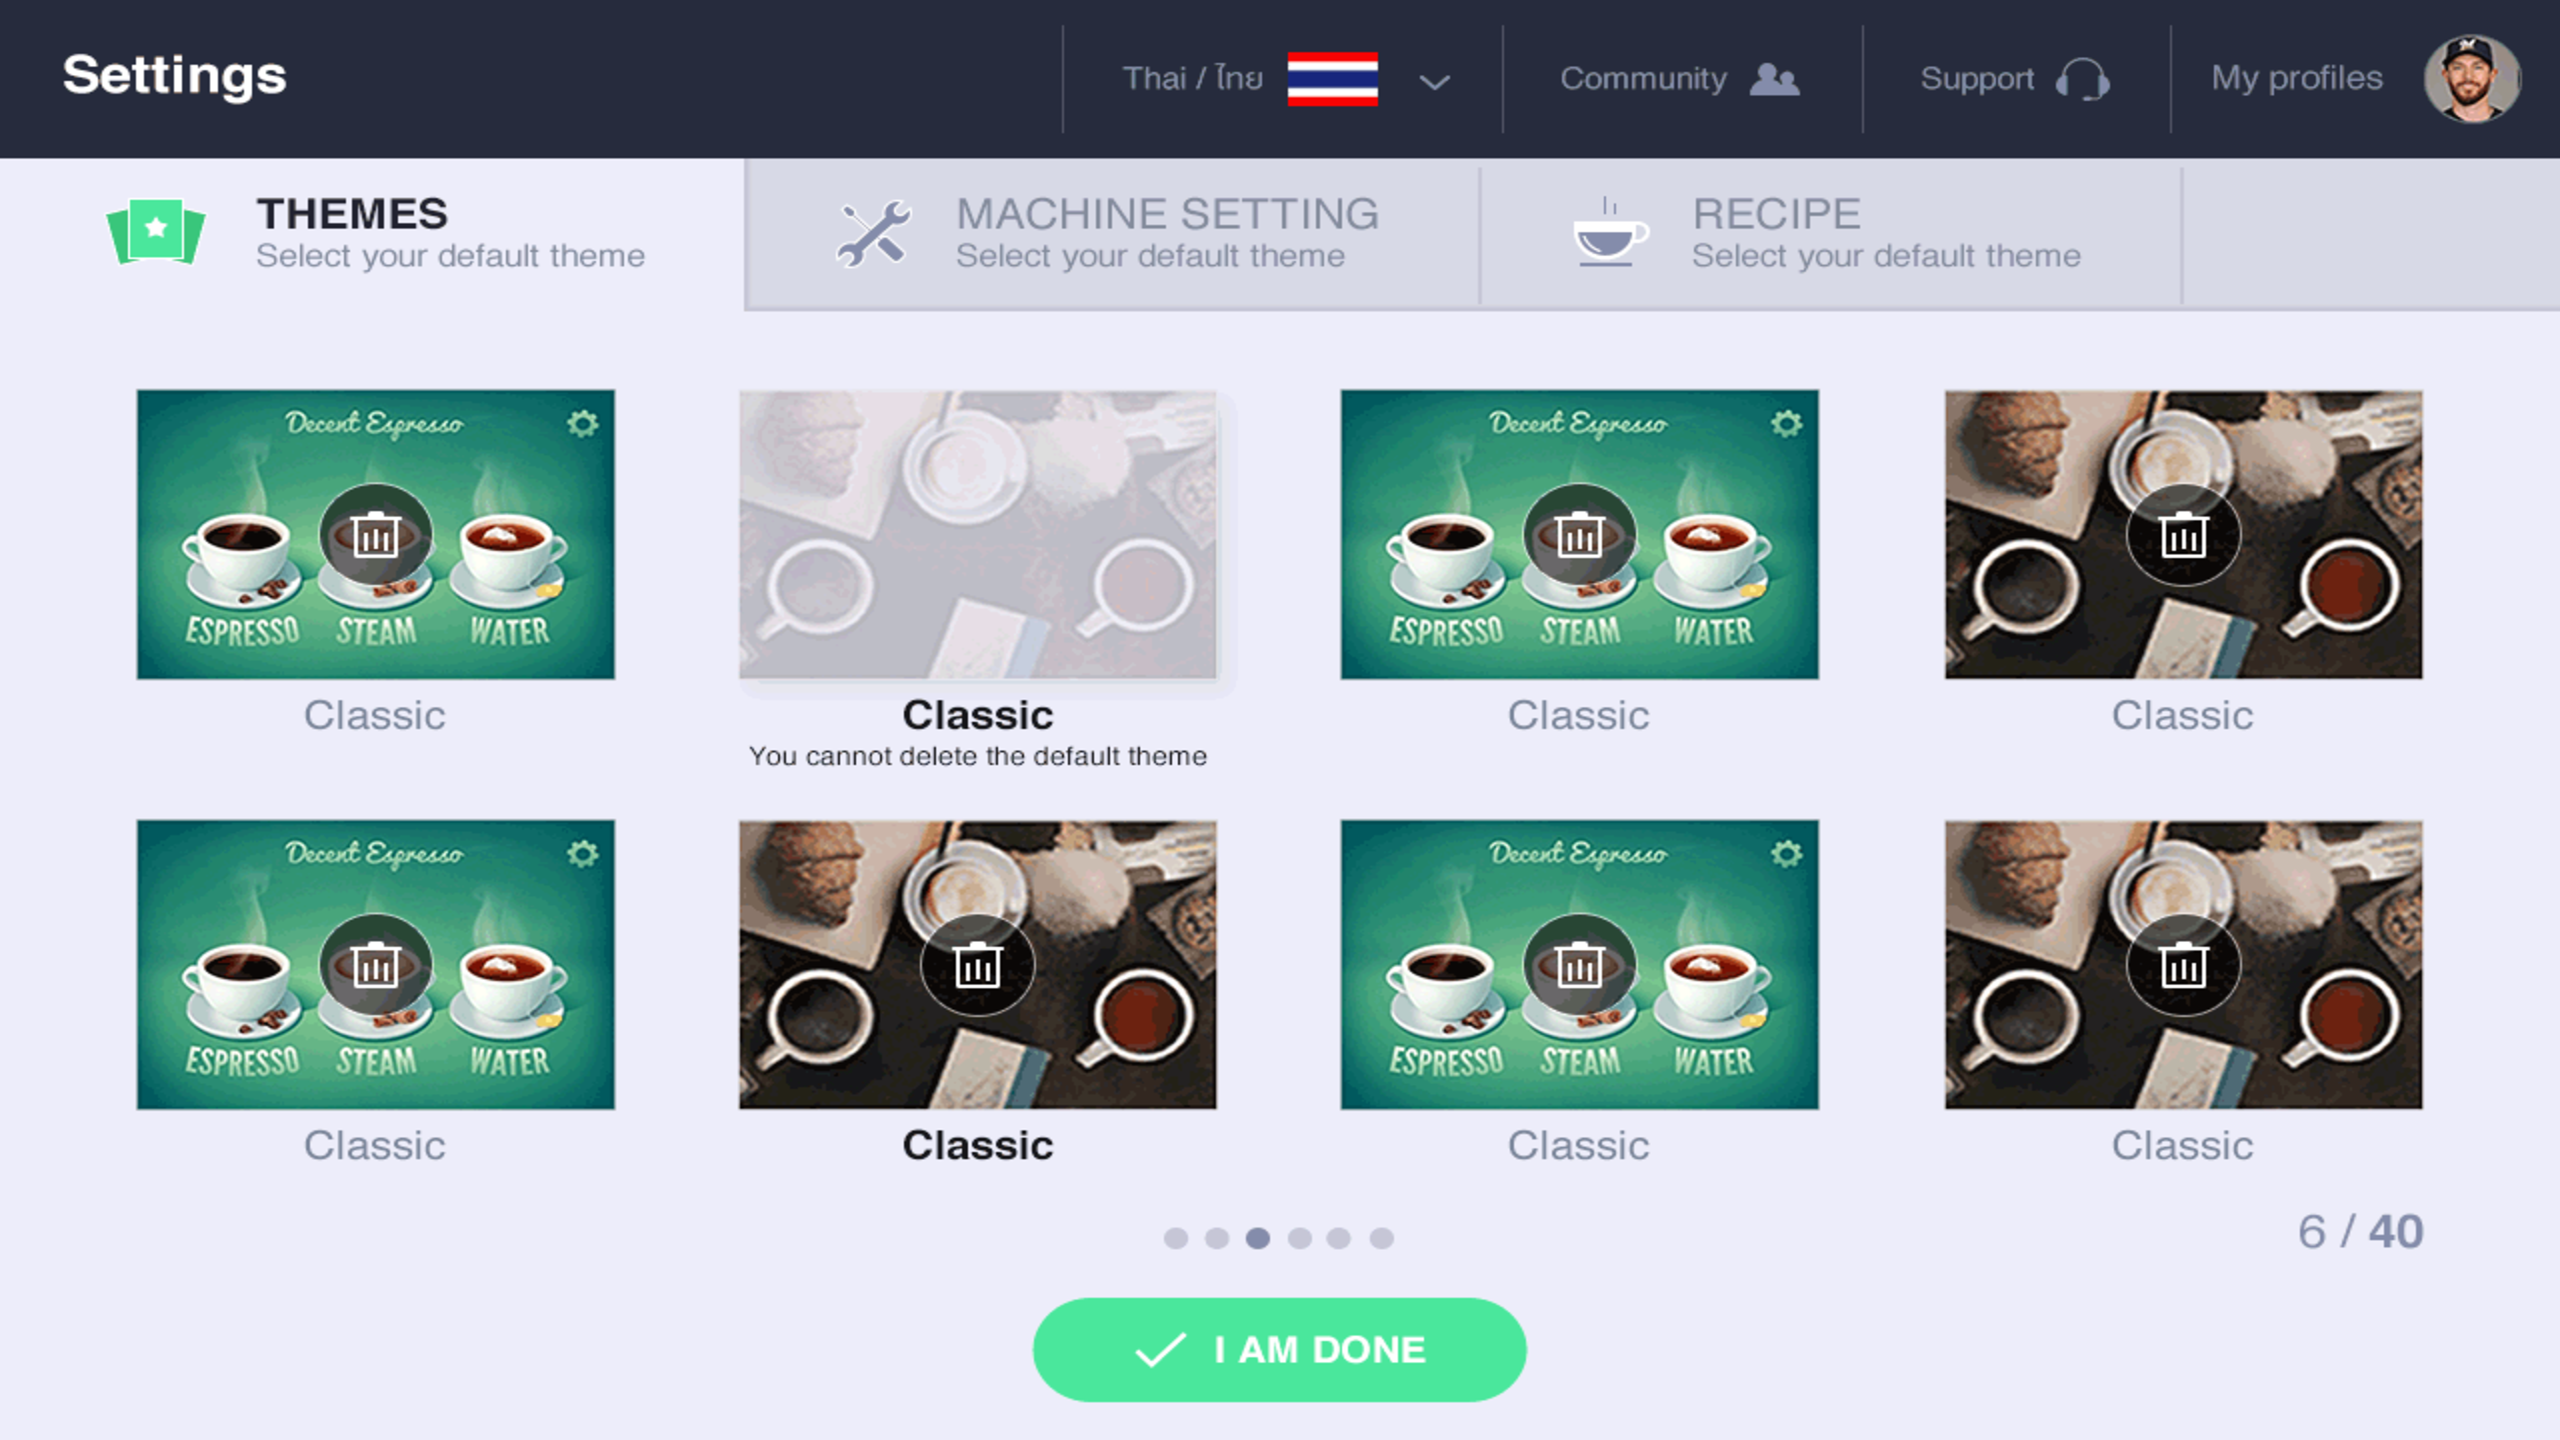 Settings
Thai / ไทย
Community
Support
My profiles
THEMES
Select your default theme
MACHINE SETTING
Select your default theme
RECIPE
Select your default theme
Decent Espresso
ESPRESSO STEAM WATER
Classic
Classic
You cannot delete the default theme
Decent Espresso
ESPRESSO STEAM WATER
Classic
Classic
Decent Espresso
ESPRESSO STEAM WATER
Classic
Classic
Decent Espresso
ESPRESSO STEAM WATER
Classic
Classic
6 / 40
I AM DONE